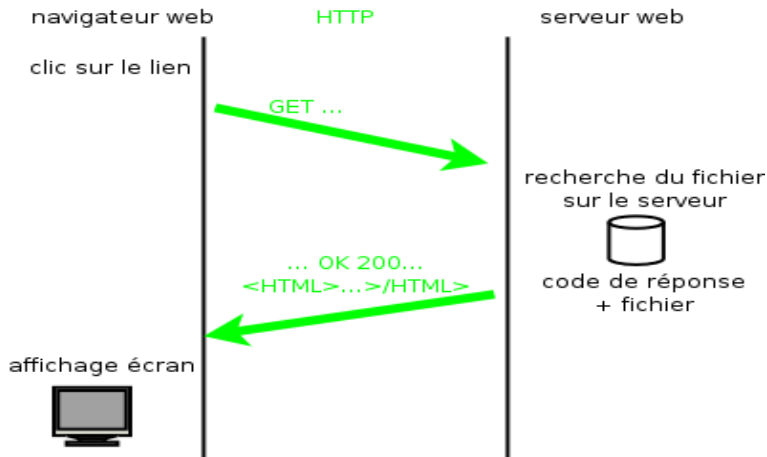 navigateur web
HTTP
serveur web
clic sur le lien
GET ...
recherche du fichier
sur le serveur
... OK 200...
<HTML>...>/HTML>
code de réponse
+ fichier
affichage écran